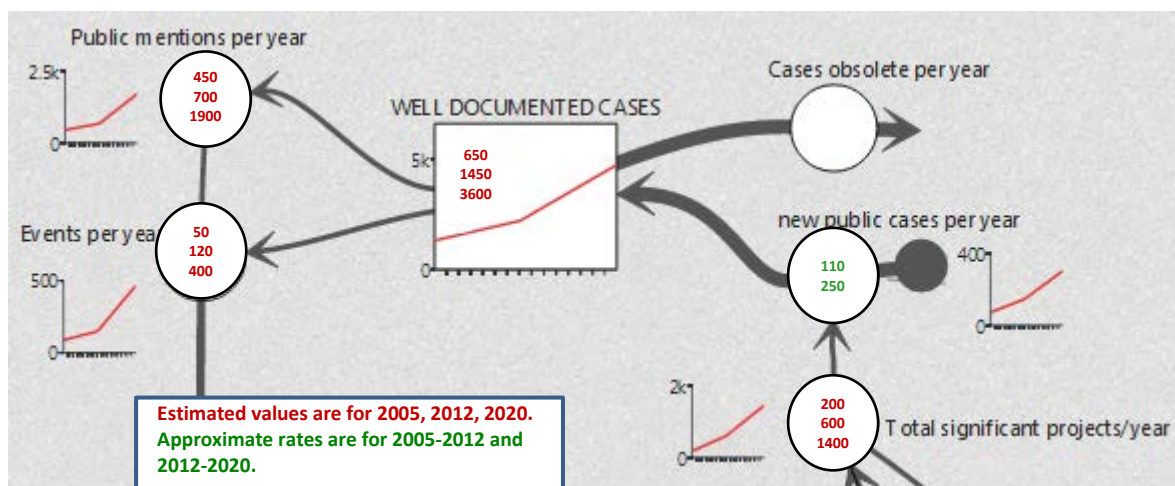 Public mentions per year
2.5k
0
450
700
1900
WELL DOCUMENTED CASES
5k
0
650
1450
3600
Cases obsolete per year
Events per yea
500
0
50
120
400
new public cases per year
110
250
400
0
2k
0
200
600
1400
Total significant projects/year
Estimated values are for 2005, 2012, 2020.
Approximate rates are for 2005-2012 and
2012-2020.